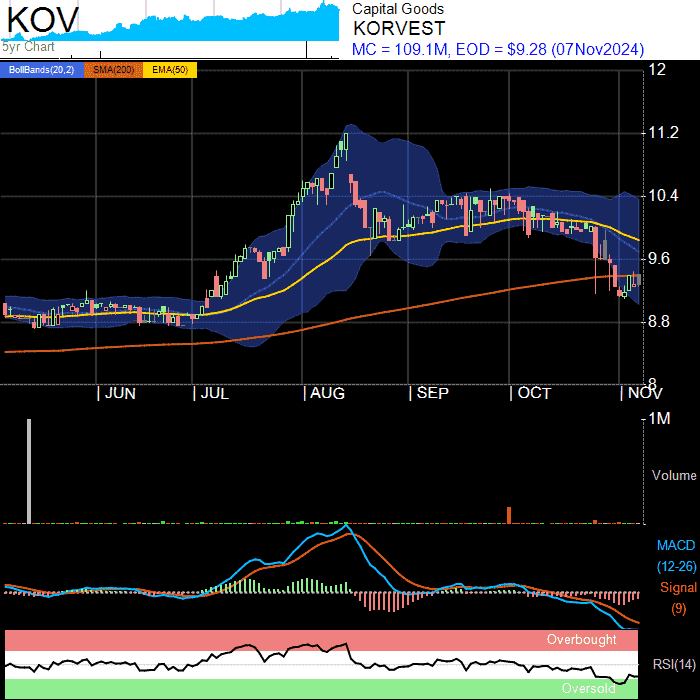 KOV
5yr Chart
Capital Goods
KORVEST
MC = 109.1M, EOD = $9.28 (07Nov2024)
BollBands(20,2) SMA(200) EMA(50)
12
11.2
10.4
9.6
8.8
8
JUN JUL AUG SEP OCT NOV
1M
Volume
MACD
(12-26)
Signal
(9)
Overbought
RSI(14)
Oversold